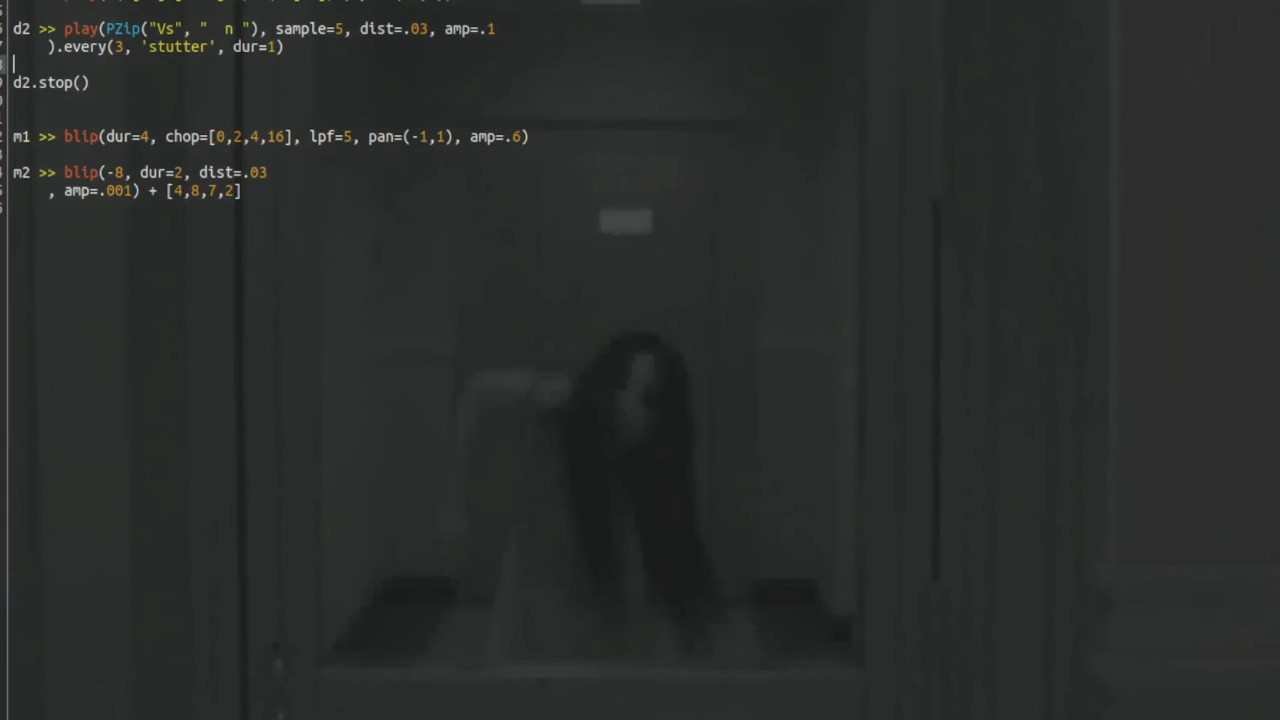 d2 >> play(PZip("Vs", "  n "), sample=5, dist=.03, amp=.1
    ).every(3, 'stutter', dur=1)
d2.stop()
m1 >> blip(dur=4, chop=[0,2,4,16], lpf=5, pan=(-1,1), amp=.6)
m2 >> blip(-8, dur=2, dist=.03
    , amp=.001) + [4,8,7,2]